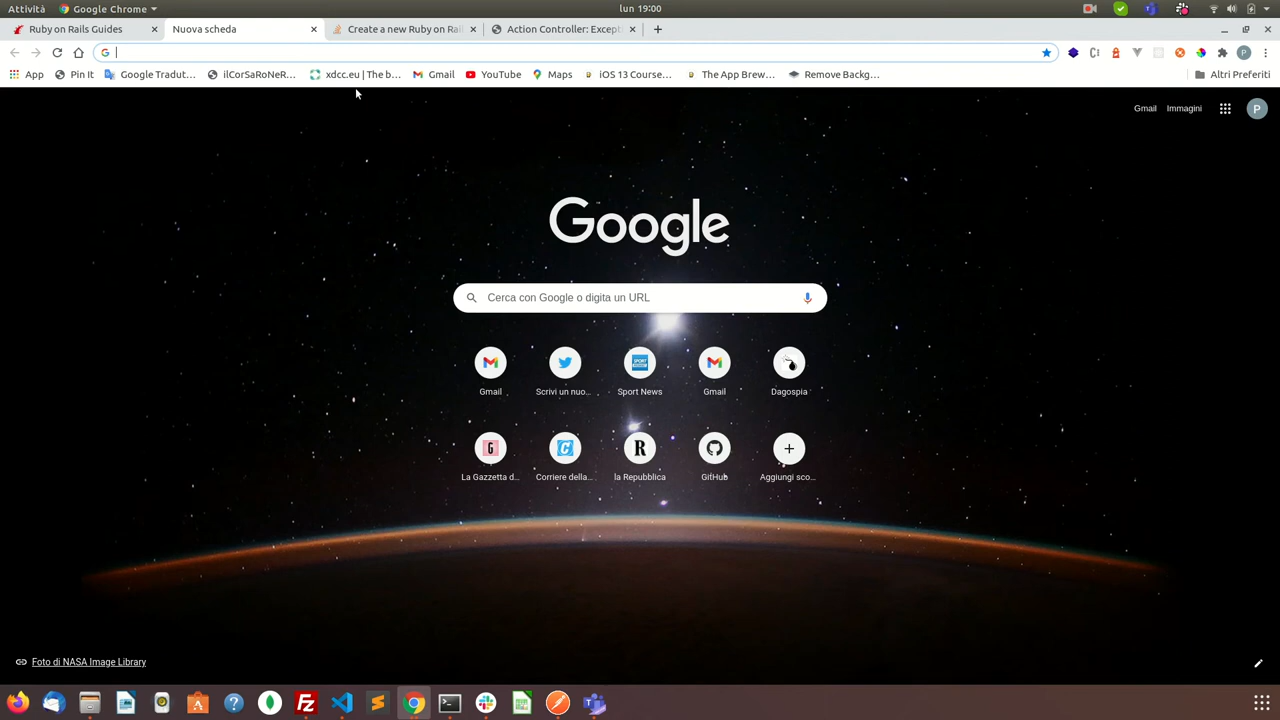 Attività
Google Chrome
lun 19:00
Ruby on Rails Guides
Nuova scheda
Create a new Ruby on Rai
Action Controller: Except
App
Pin It
Google Tradut...
ilCorSaRoNeR...
xdcc.eu | The b...
Gmail
YouTube
Maps
iOS 13 Course...
The App Brew...
Remove Backg...
Altri Preferiti
Gmail
Immagini
P
Google
Cerca con Google o digita un URL
Gmail
Scrivi un nuo...
Sport News
Gmail
Dagospia
La Gazzetta d...
Corriere della...
la Repubblica
GitHub
Aggiungi sco...
Foto di NASA Image Library